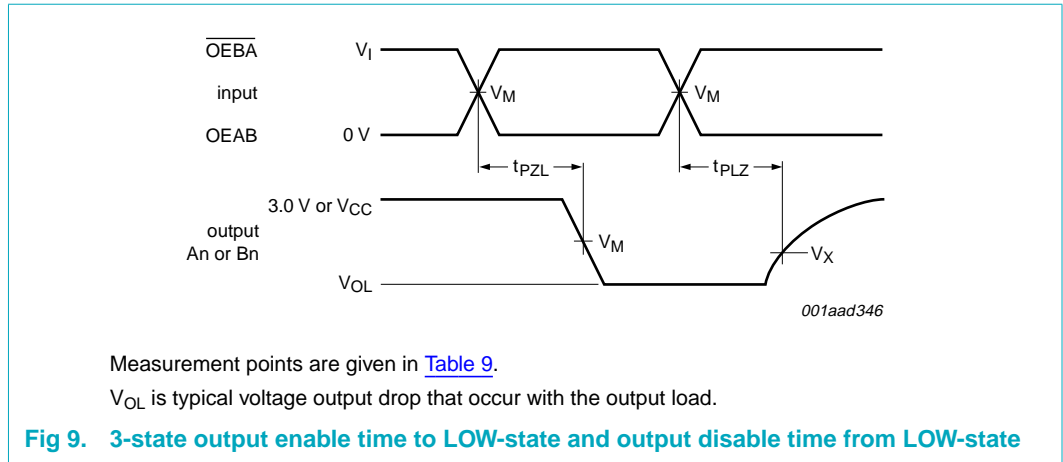 OEBA
V_I
input
V_M
V_M
OEAB
0 V
t_PZL
t_PLZ
3.0 V or V_CC
output
An or Bn
V_M
V_X
V_OL
001aad346
Measurement points are given in Table 9.
V_OL is typical voltage output drop that occur with the output load.
Fig 9. 3-state output enable time to LOW-state and output disable time from LOW-state